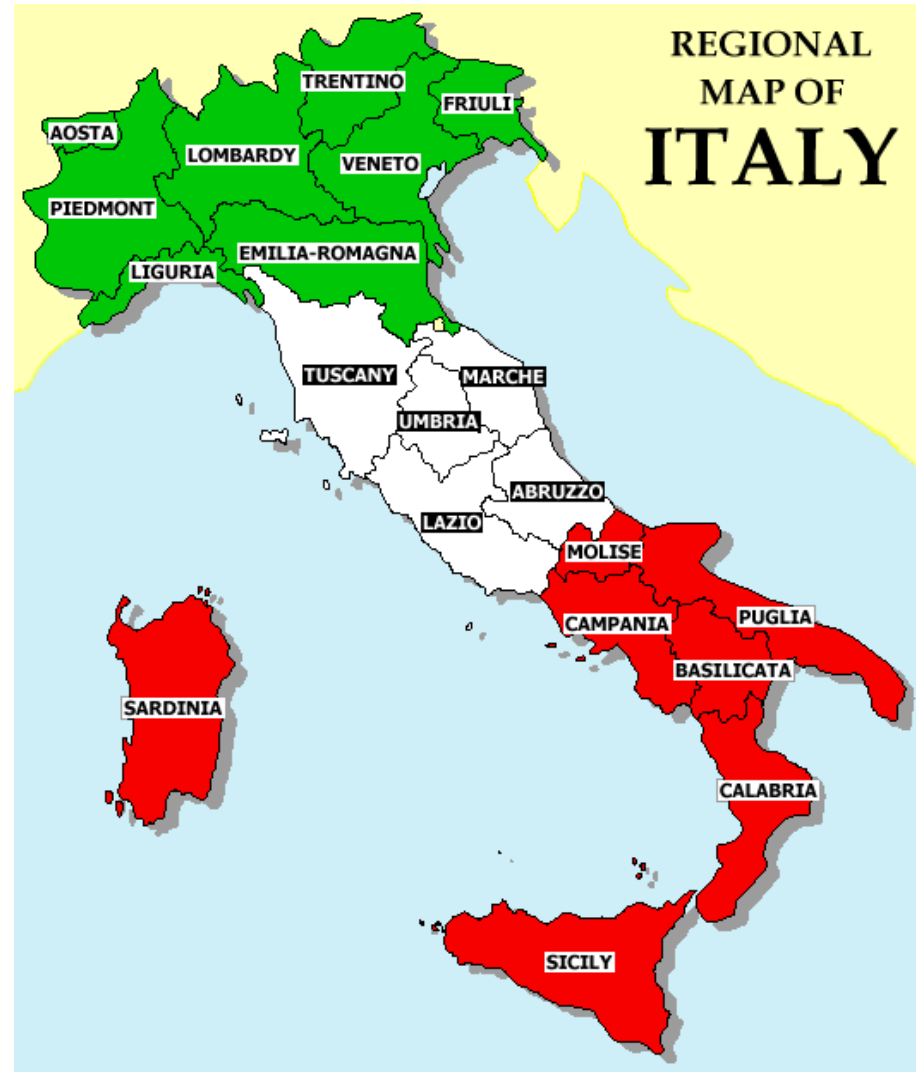 REGIONAL
MAP OF
ITALY
TRENTINO
FRIULI
AOSTA
LOMBARDY
VENETO
PIEDMONT
EMILIA-ROMAGNA
LIGURIA
TUSCANY
MARCHE
UMBRIA
ABRUZZO
LAZIO
MOLISE
PUGLIA
CAMPANIA
BASILICATA
SARDINIA
CALABRIA
SICILY